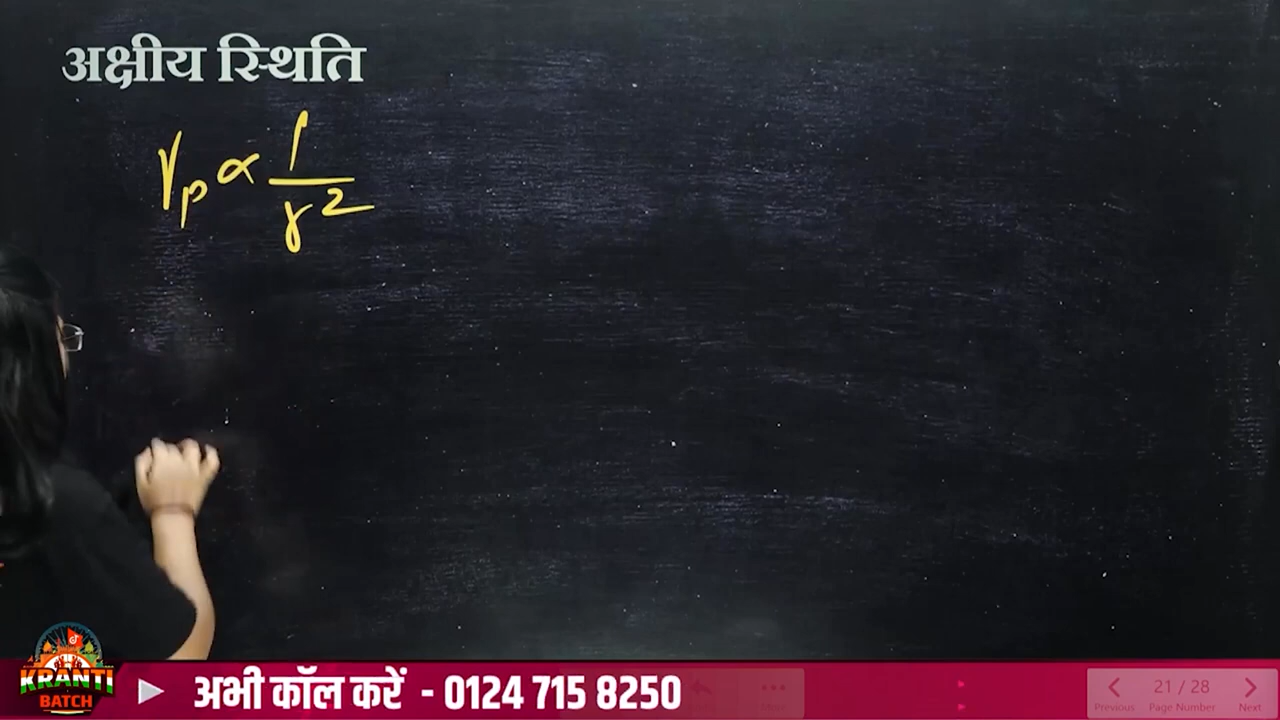 अक्षीय स्थिति
Vp ∝ 1/r²
KRANTI
BATCH
अभी कॉल करें - 0124 715 8250
21 / 28
Previous Page Number Next